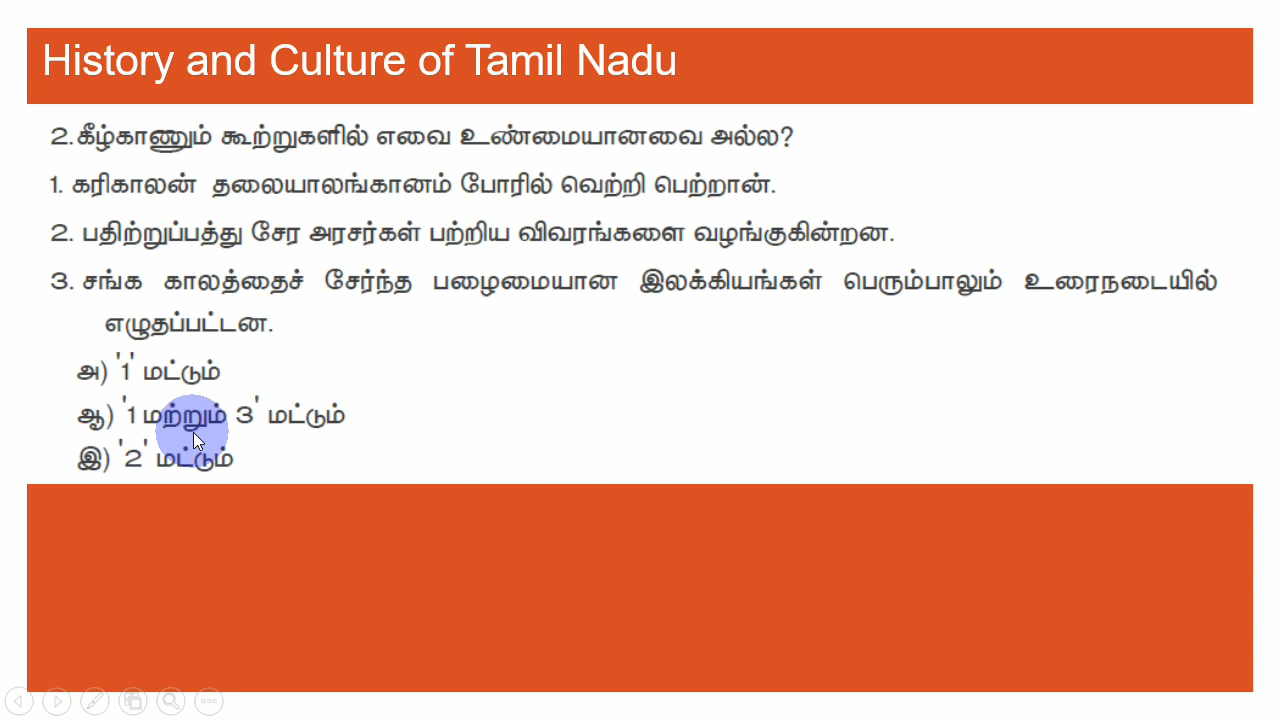 History and Culture of Tamil Nadu
2.கீழ்காணும் கூற்றுகளில் எவை உண்மையானவை அல்ல?
1. கரிகாலன் தலையாலங்கானம் போரில் வெற்றி பெற்றான்.
2. பதிற்றுப்பத்து சேர அரசர்கள் பற்றிய விவரங்களை வழங்குகின்றன.
3. சங்க காலத்தைச் சேர்ந்த பழைமையான இலக்கியங்கள் பெரும்பாலும் உரைநடையில்
எழுதப்பட்டன.
அ) '1' மட்டும்
ஆ) '1 மற்றும் 3' மட்டும்
இ) '2' மட்டும்